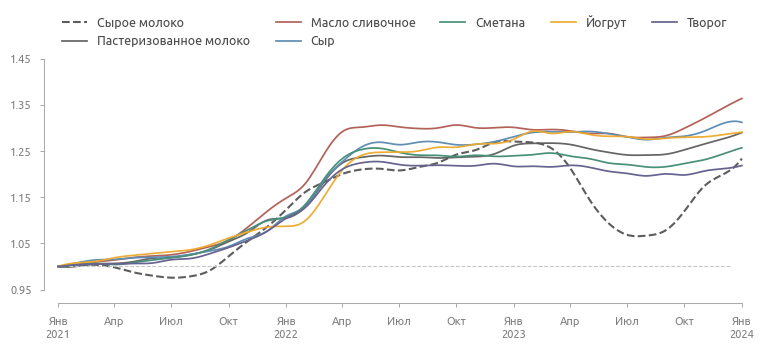 Сырое молоко
Пастеризованное молоко
Масло сливочное
Сыр
Сметана
Йогрут
Творог
1.45
1.35
1.25
1.15
1.05
0.95
Янв Апр Июл Окт Янв Апр Июл Окт Янв Апр Июл Окт Янв
2021 2022 2023 2024